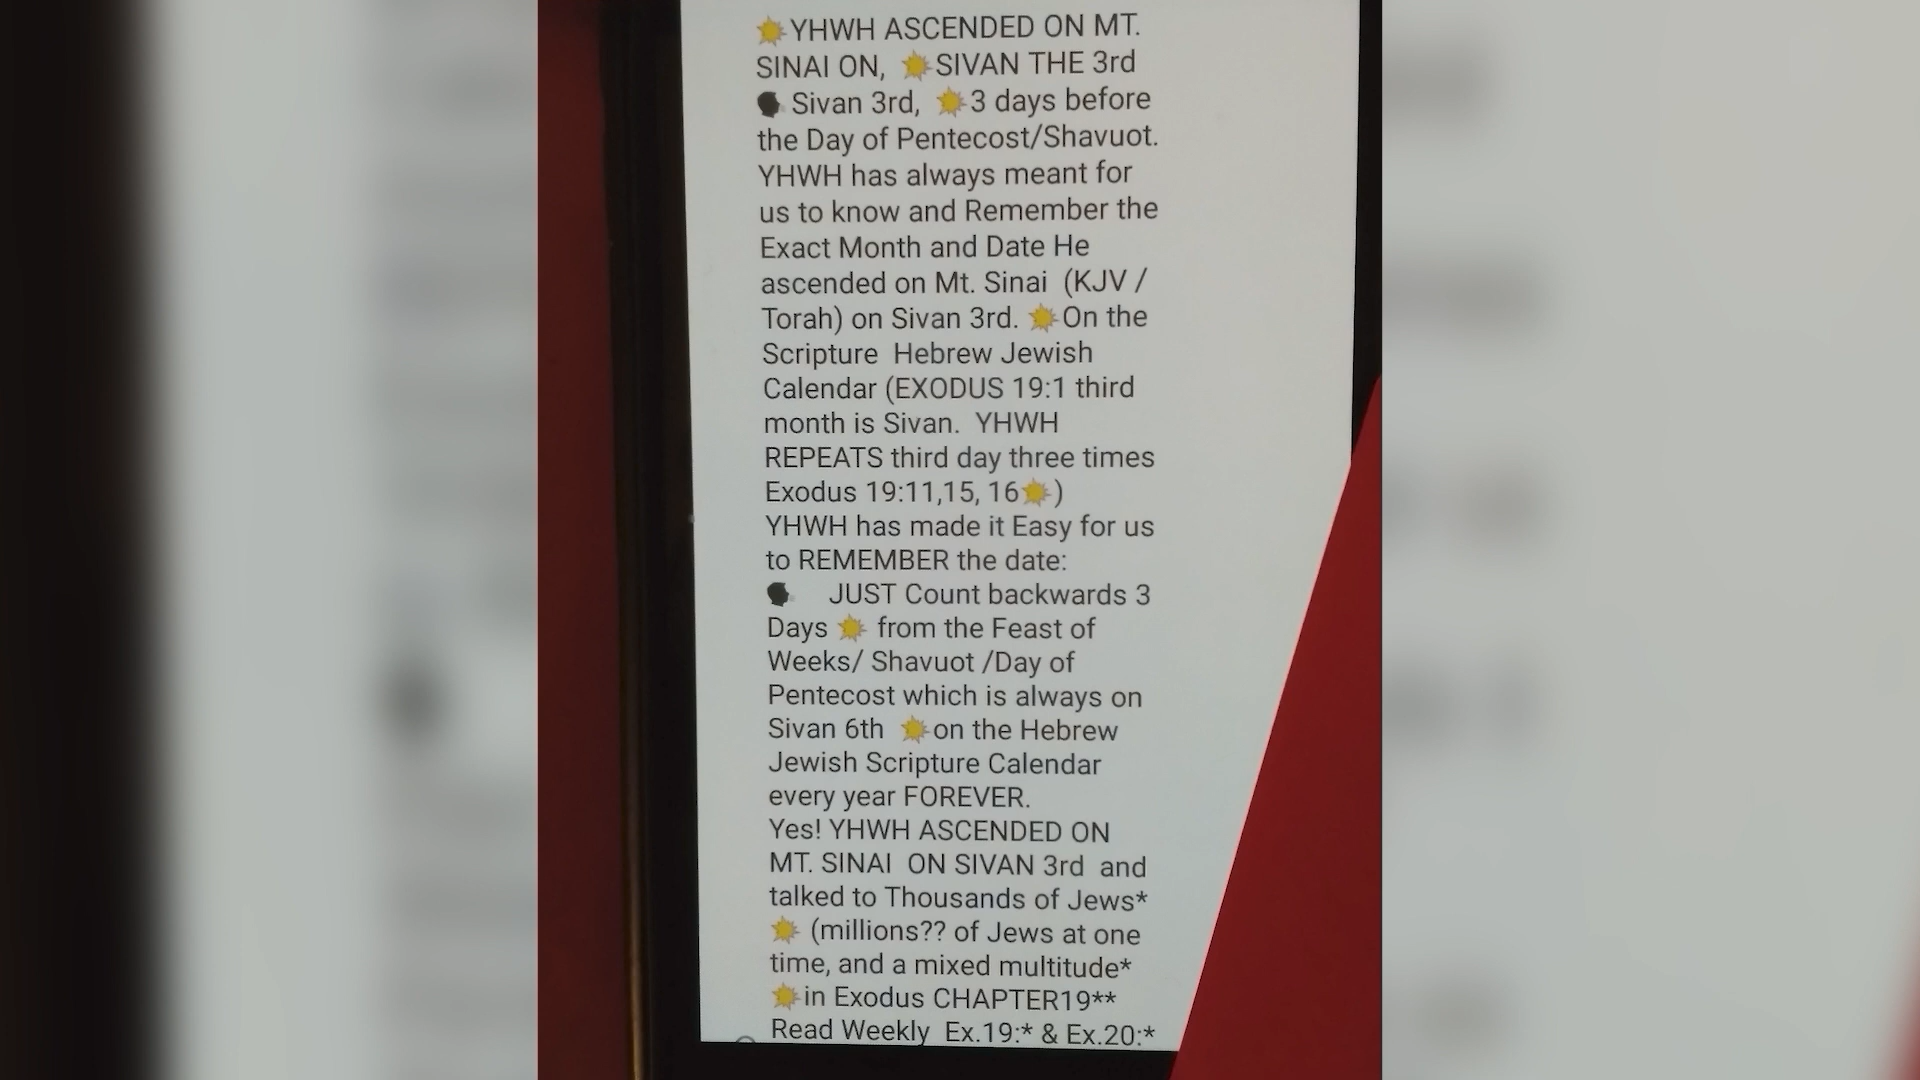 YHWH ASCENDED ON MT.
SINAI ON, SIVAN THE 3rd
Sivan 3rd, 3 days before
the Day of Pentecost/Shavuot.
YHWH has always meant for
us to know and Remember the
Exact Month and Date He
ascended on Mt. Sinai (KJV /
Torah) on Sivan 3rd. On the
Scripture Hebrew Jewish
Calendar (EXODUS 19:1 third
month is Sivan. YHWH
REPEATS third day three times
Exodus 19:11,15, 16)
YHWH has made it Easy for us
to REMEMBER the date:
JUST Count backwards 3
Days from the Feast of
Weeks/ Shavuot /Day of
Pentecost which is always on
Sivan 6th on the Hebrew
Jewish Scripture Calendar
every year FOREVER.
Yes! YHWH ASCENDED ON
MT. SINAI ON SIVAN 3rd and
talked to Thousands of Jews*
(millions?? of Jews at one
time, and a mixed multitude*
in Exodus CHAPTER19**
Read Weekly Ex.19:* & Ex.20:*